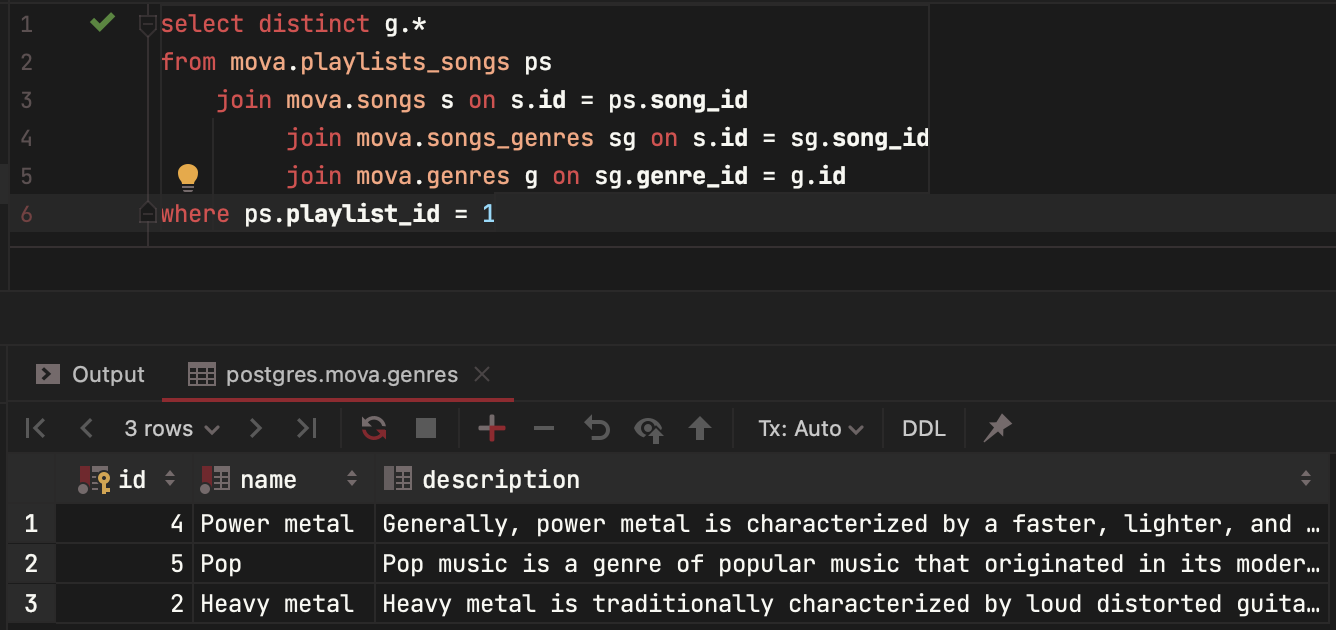 1 select distinct g.*
2 from mova.playlists_songs ps
3 join mova.songs s on s.id = ps.song_id
4 join mova.songs_genres sg on s.id = sg.song_id
5 join mova.genres g on sg.genre_id = g.id
6 where ps.playlist_id = 1
Output postgres.mova.genres
3 rows Tx: Auto DDL
id name description
1 4 Power metal Generally, power metal is characterized by a faster, lighter, and …
2 5 Pop Pop music is a genre of popular music that originated in its moder…
3 2 Heavy metal Heavy metal is traditionally characterized by loud distorted guita…